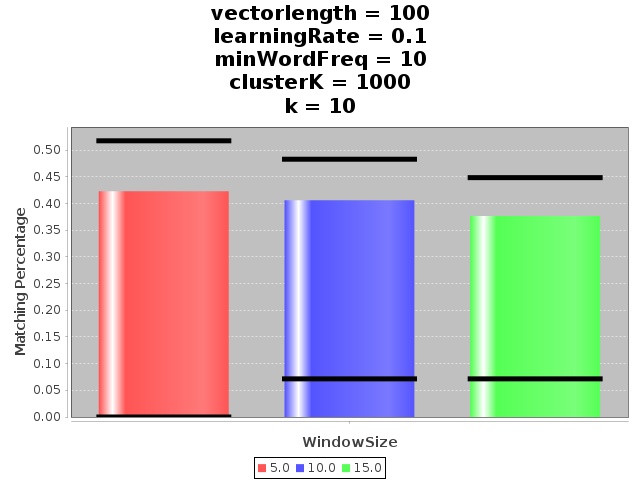 vectorlength = 100
learningRate = 0.1
minWordFreq = 10
clusterK = 1000
k = 10
0.50
0.45
0.40
0.35
0.30
0.25
0.20
0.15
0.10
0.05
0.00
Matching Percentage
WindowSize
5.0 10.0 15.0